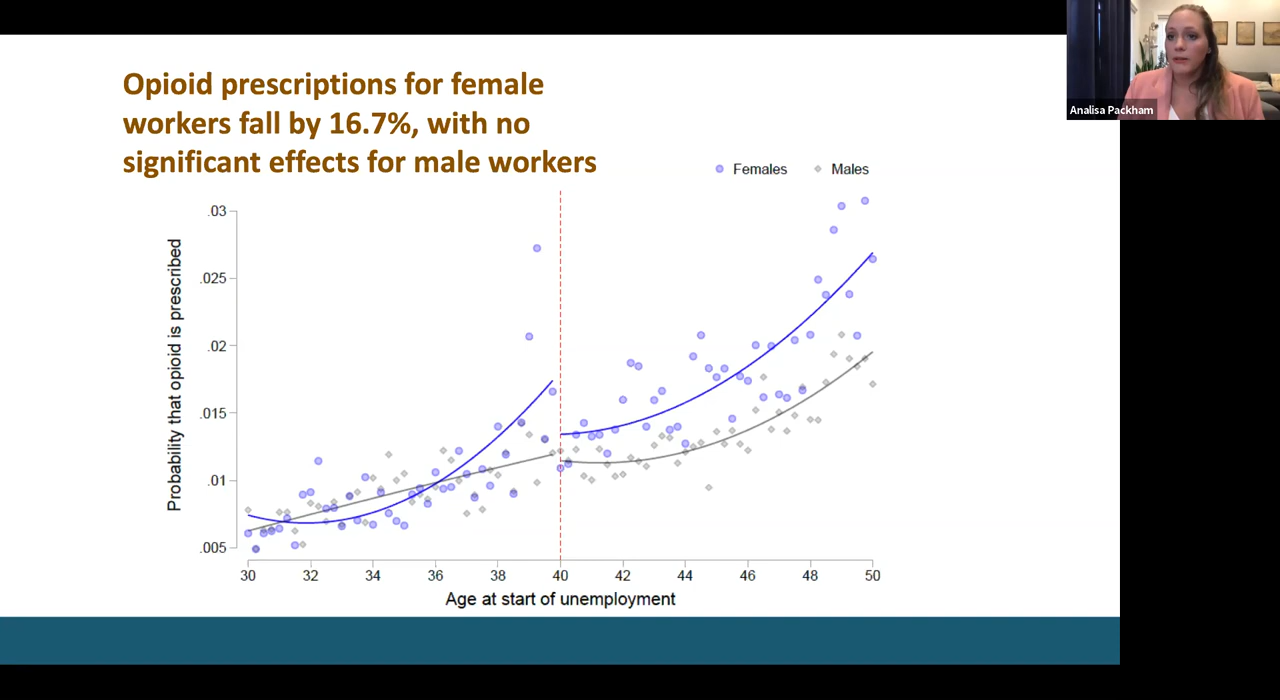 Opioid prescriptions for female
workers fall by 16.7%, with no
significant effects for male workers
Analisa Packham
Females
Males
Probability that opioid is prescribed
.03
.025
.02
.015
.01
.005
30 32 34 36 38 40 42 44 46 48 50
Age at start of unemployment